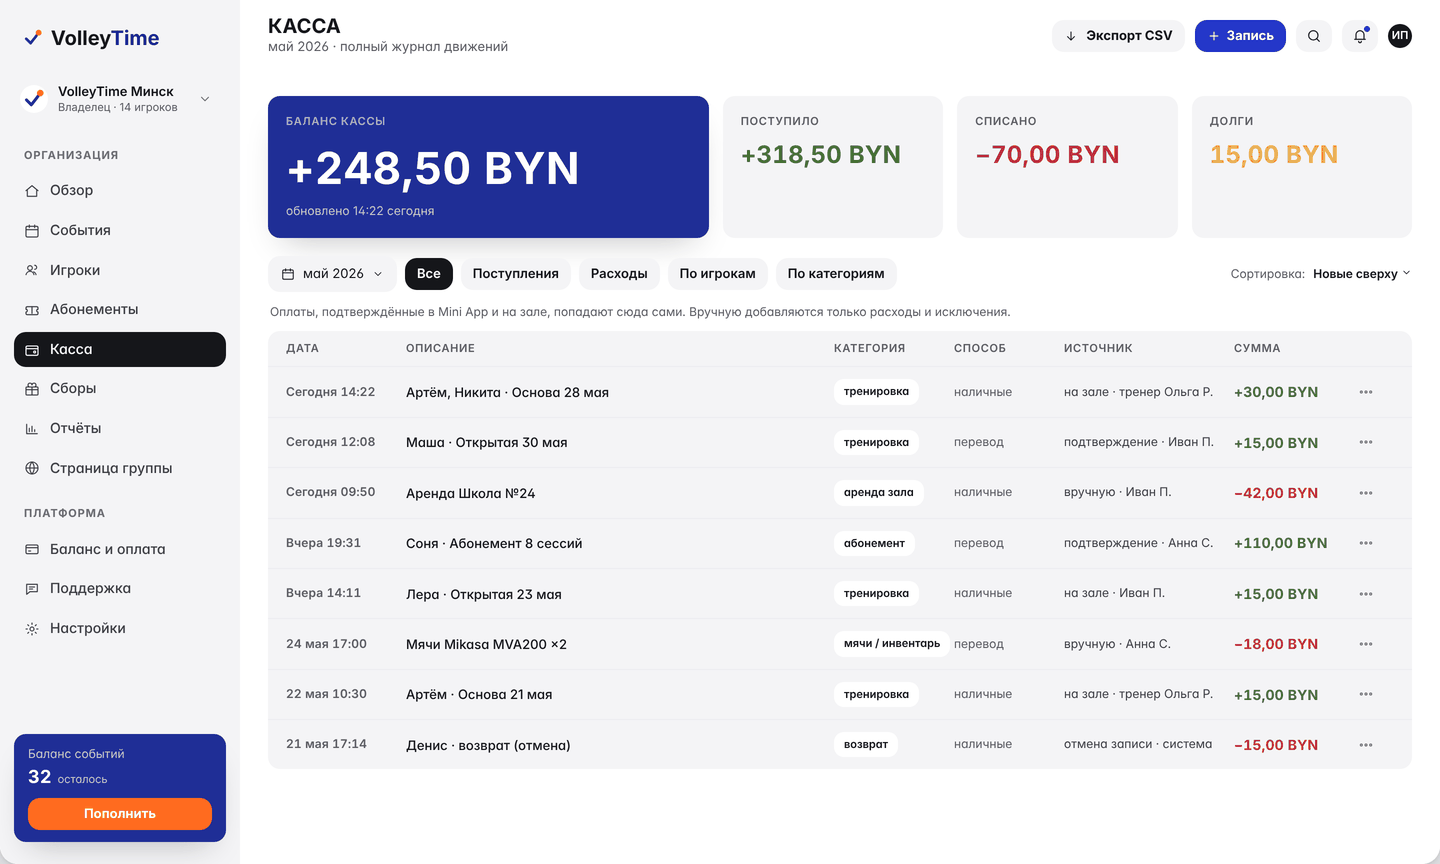 VolleyTime
VolleyTime Минск
Владелец · 14 игроков
ОРГАНИЗАЦИЯ
Обзор
События
Игроки
Абонементы
Касса
Сборы
Отчёты
Страница группы
ПЛАТФОРМА
Баланс и оплата
Поддержка
Настройки
Баланс событий
32 осталось
Пополнить
КАССА
май 2026 · полный журнал движений
Экспорт CSV
Запись
ИП
БАЛАНС КАССЫ
+248,50 BYN
обновлено 14:22 сегодня
ПОСТУПИЛО
+318,50 BYN
СПИСАНО
−70,00 BYN
ДОЛГИ
15,00 BYN
май 2026 Все Поступления Расходы По игрокам По категориям Сортировка: Новые сверху
Оплаты, подтверждённые в Mini App и на зале, попадают сюда сами. Вручную добавляются только расходы и исключения.
ДАТА ОПИСАНИЕ КАТЕГОРИЯ СПОСОБ ИСТОЧНИК СУММА
Сегодня 14:22 Артём, Никита · Основа 28 мая тренировка наличные на зале · тренер Ольга Р. +30,00 BYN
Сегодня 12:08 Маша · Открытая 30 мая тренировка перевод подтверждение · Иван П. +15,00 BYN
Сегодня 09:50 Аренда Школа №24 аренда зала наличные вручную · Иван П. −42,00 BYN
Вчера 19:31 Соня · Абонемент 8 сессий абонемент перевод подтверждение · Анна С. +110,00 BYN
Вчера 14:11 Лера · Открытая 23 мая тренировка наличные на зале · Иван П. +15,00 BYN
24 мая 17:00 Мячи Mikasa MVA200 ×2 мячи / инвентарь перевод вручную · Анна С. −18,00 BYN
22 мая 10:30 Артём · Основа 21 мая тренировка наличные на зале · тренер Ольга Р. +15,00 BYN
21 мая 17:14 Денис · возврат (отмена) возврат наличные отмена записи · система −15,00 BYN